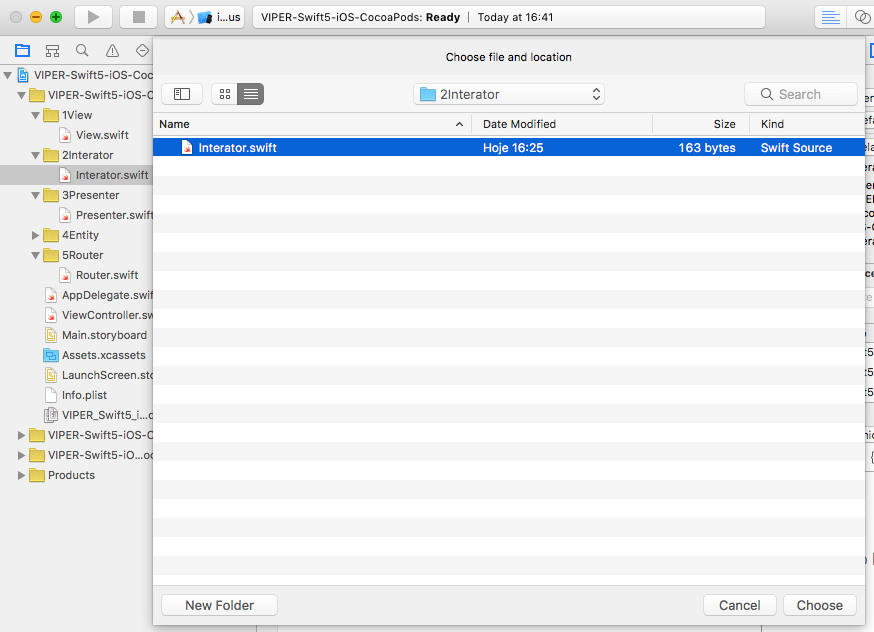 i...us
VIPER-Swift5-iOS-CocoaPods: Ready | Today at 16:41
Choose file and location
2Interator
Search
Name
Date Modified
Size
Kind
Interator.swift
Hoje 16:25
163 bytes
Swift Source
VIPER-Swift5-iOS-Coc
VIPER-Swift5-iOS-C
1View
View.swift
2Interator
Interator.swift
3Presenter
Presenter.swift
4Entity
5Router
Router.swift
AppDelegate.swif
ViewController.sw
Main.storyboard
Assets.xcassets
LaunchScreen.sto
Info.plist
VIPER_Swift5_i...c
VIPER-Swift5-iOS-C
VIPER-Swift5-iO...oc
Products
New Folder
Cancel
Choose